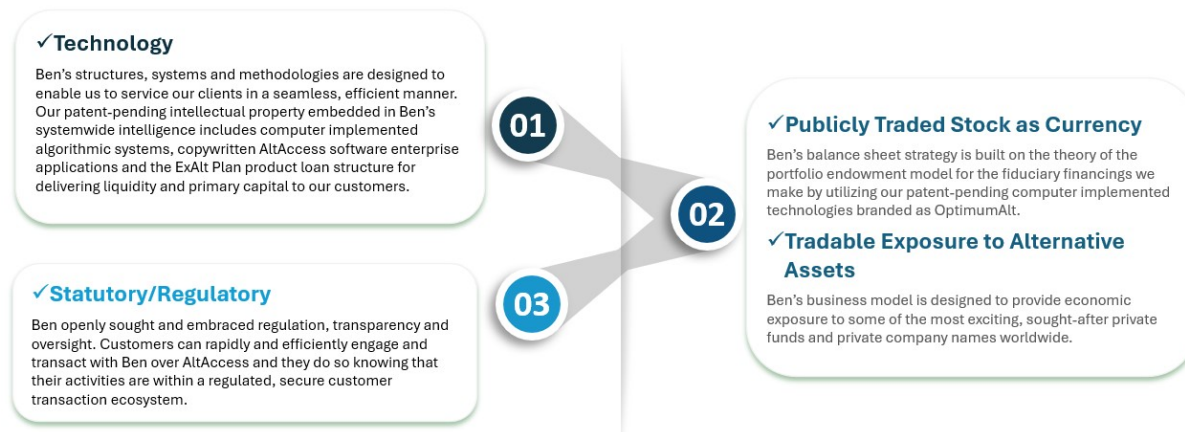 ✓Technology
Ben's structures, systems and methodologies are designed to
enable us to service our clients in a seamless, efficient manner.
Our patent-pending intellectual property embedded in Ben's
systemwide intelligence includes computer implemented
algorithmic systems, copywritten AltAccess software enterprise
applications and the ExAlt Plan product loan structure for
delivering liquidity and primary capital to our customers.
01
✓Statutory/Regulatory
Ben openly sought and embraced regulation, transparency and
oversight. Customers can rapidly and efficiently engage and
transact with Ben over AltAccess and they do so knowing that
their activities are within a regulated, secure customer
transaction ecosystem.
03
02
✓Publicly Traded Stock as Currency
Ben's balance sheet strategy is built on the theory of the
portfolio endowment model for the fiduciary financings we
make by utilizing our patent-pending computer implemented
technologies branded as OptimumAlt.
✓Tradable Exposure to Alternative
Assets
Ben's business model is designed to provide economic
exposure to some of the most exciting, sought-after private
funds and private company names worldwide.